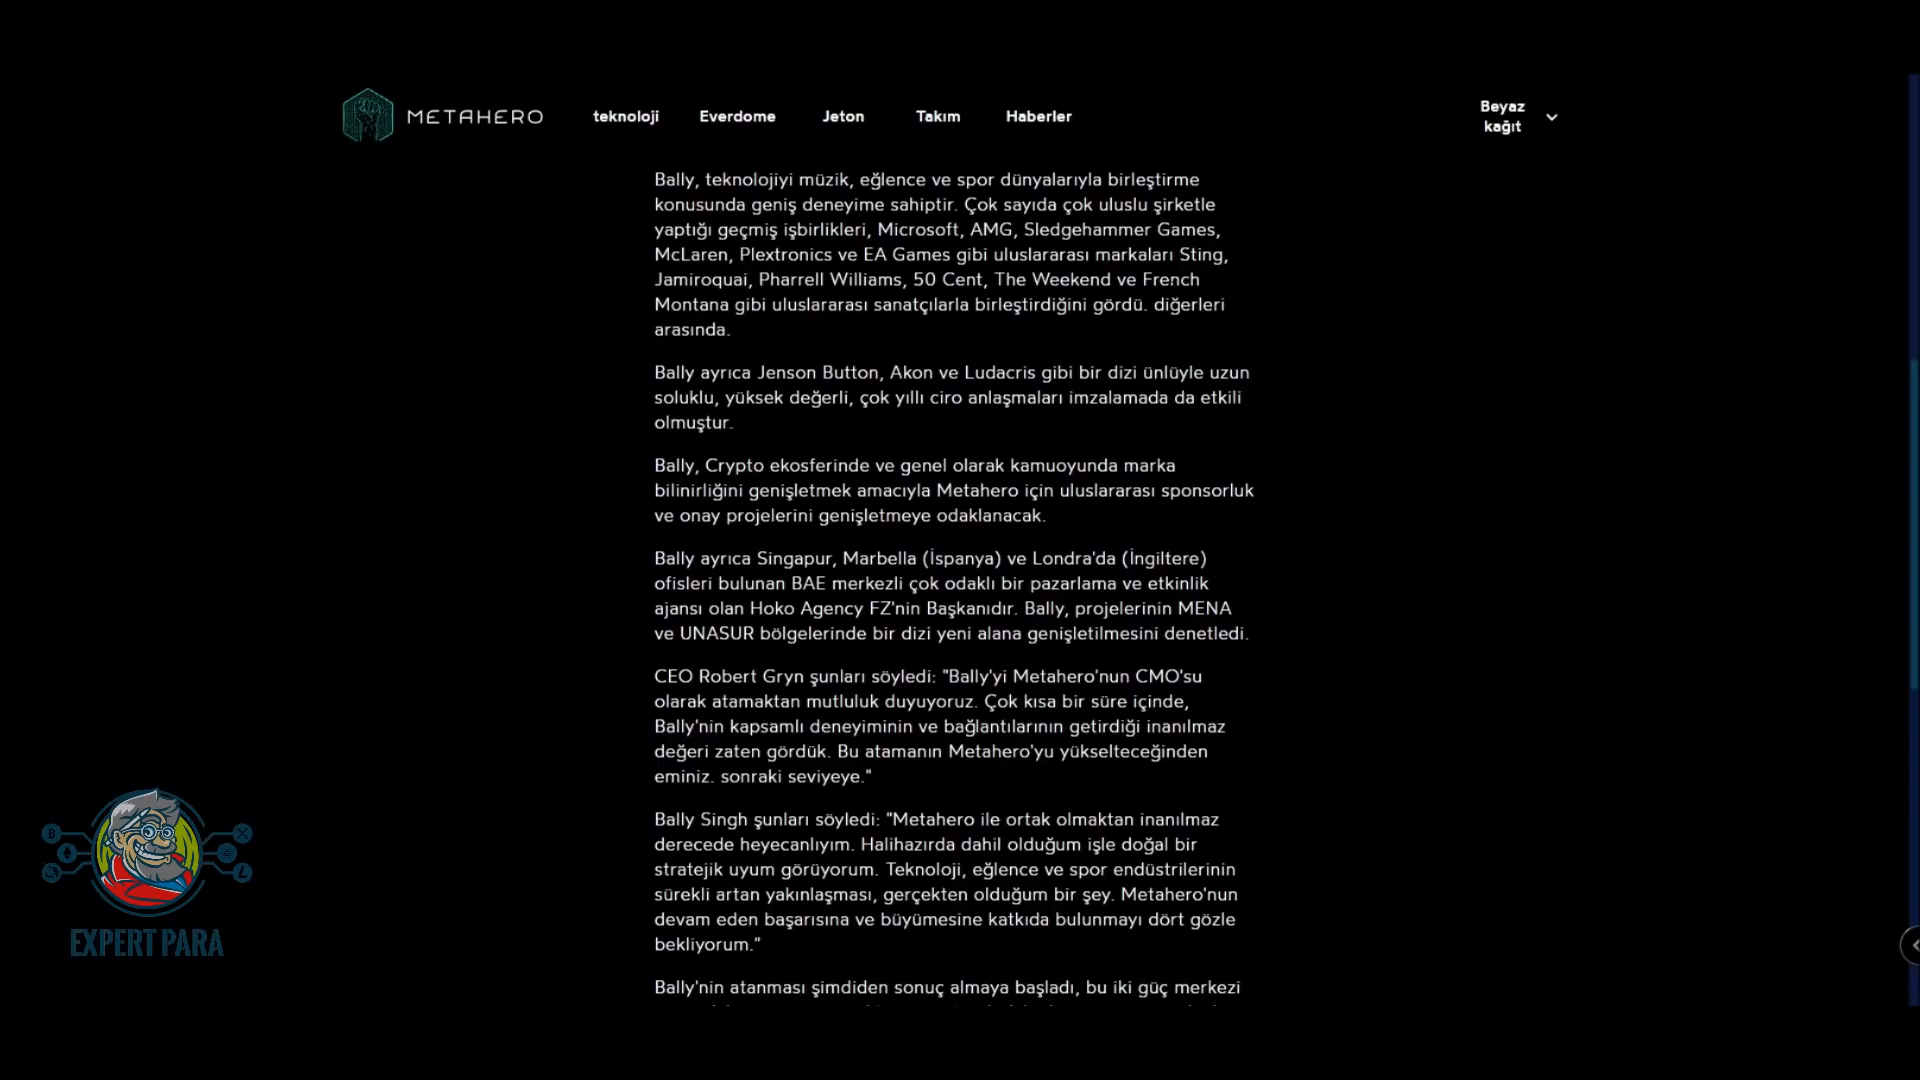 METAHERO
teknoloji
Everdome
Jeton
Takım
Haberler
Beyaz
kağıt
Bally, teknolojiyi müzik, eğlence ve spor dünyalarıyla birleştirme
konusunda geniş deneyime sahiptir. Çok sayıda çok uluslu şirketle
yaptığı geçmiş işbirlikleri, Microsoft, AMG, Sledgehammer Games,
McLaren, Plextronics ve EA Games gibi uluslararası markaları Sting,
Jamiroquai, Pharrell Williams, 50 Cent, The Weekend ve French
Montana gibi uluslararası sanatçılarla birleştirdiğini gördü. diğerleri
arasında.
Bally ayrıca Jenson Button, Akon ve Ludacris gibi bir dizi ünlüyle uzun
soluklu, yüksek değerli, çok yıllı ciro anlaşmaları imzalamada da etkili
olmuştur.
Bally, Crypto ekosferinde ve genel olarak kamuoyunda marka
bilinirliğini genişletmek amacıyla Metahero için uluslararası sponsorluk
ve onay projelerini genişletmeye odaklanacak.
Bally ayrıca Singapur, Marbella (İspanya) ve Londra'da (İngiltere)
ofisleri bulunan BAE merkezli çok odaklı bir pazarlama ve etkinlik
ajansı olan Hoko Agency FZ'nin Başkanıdır. Bally, projelerinin MENA
ve UNASUR bölgelerinde bir dizi yeni alana genişletilmesini denetledi.
CEO Robert Gryn şunları söyledi: "Bally'yi Metahero'nun CMO'su
olarak atamaktan mutluluk duyuyoruz. Çok kısa bir süre içinde,
Bally'nin kapsamlı deneyiminin ve bağlantılarının getirdiği inanılmaz
değeri zaten gördük. Bu atamanın Metahero'yu yükselteceğinden
eminiz. sonraki seviyeye."
Bally Singh şunları söyledi: "Metahero ile ortak olmaktan inanılmaz
derecede heyecanlıyım. Halihazırda dahil olduğum işle doğal bir
stratejik uyum görüyorum. Teknoloji, eğlence ve spor endüstrilerinin
sürekli artan yakınlaşması, gerçekten olduğum bir şey. Metahero'nun
devam eden başarısına ve büyümesine katkıda bulunmayı dört gözle
bekliyorum."
Bally'nin atanması şimdiden sonuç almaya başladı, bu iki güç merkezi
EXPERT PARA